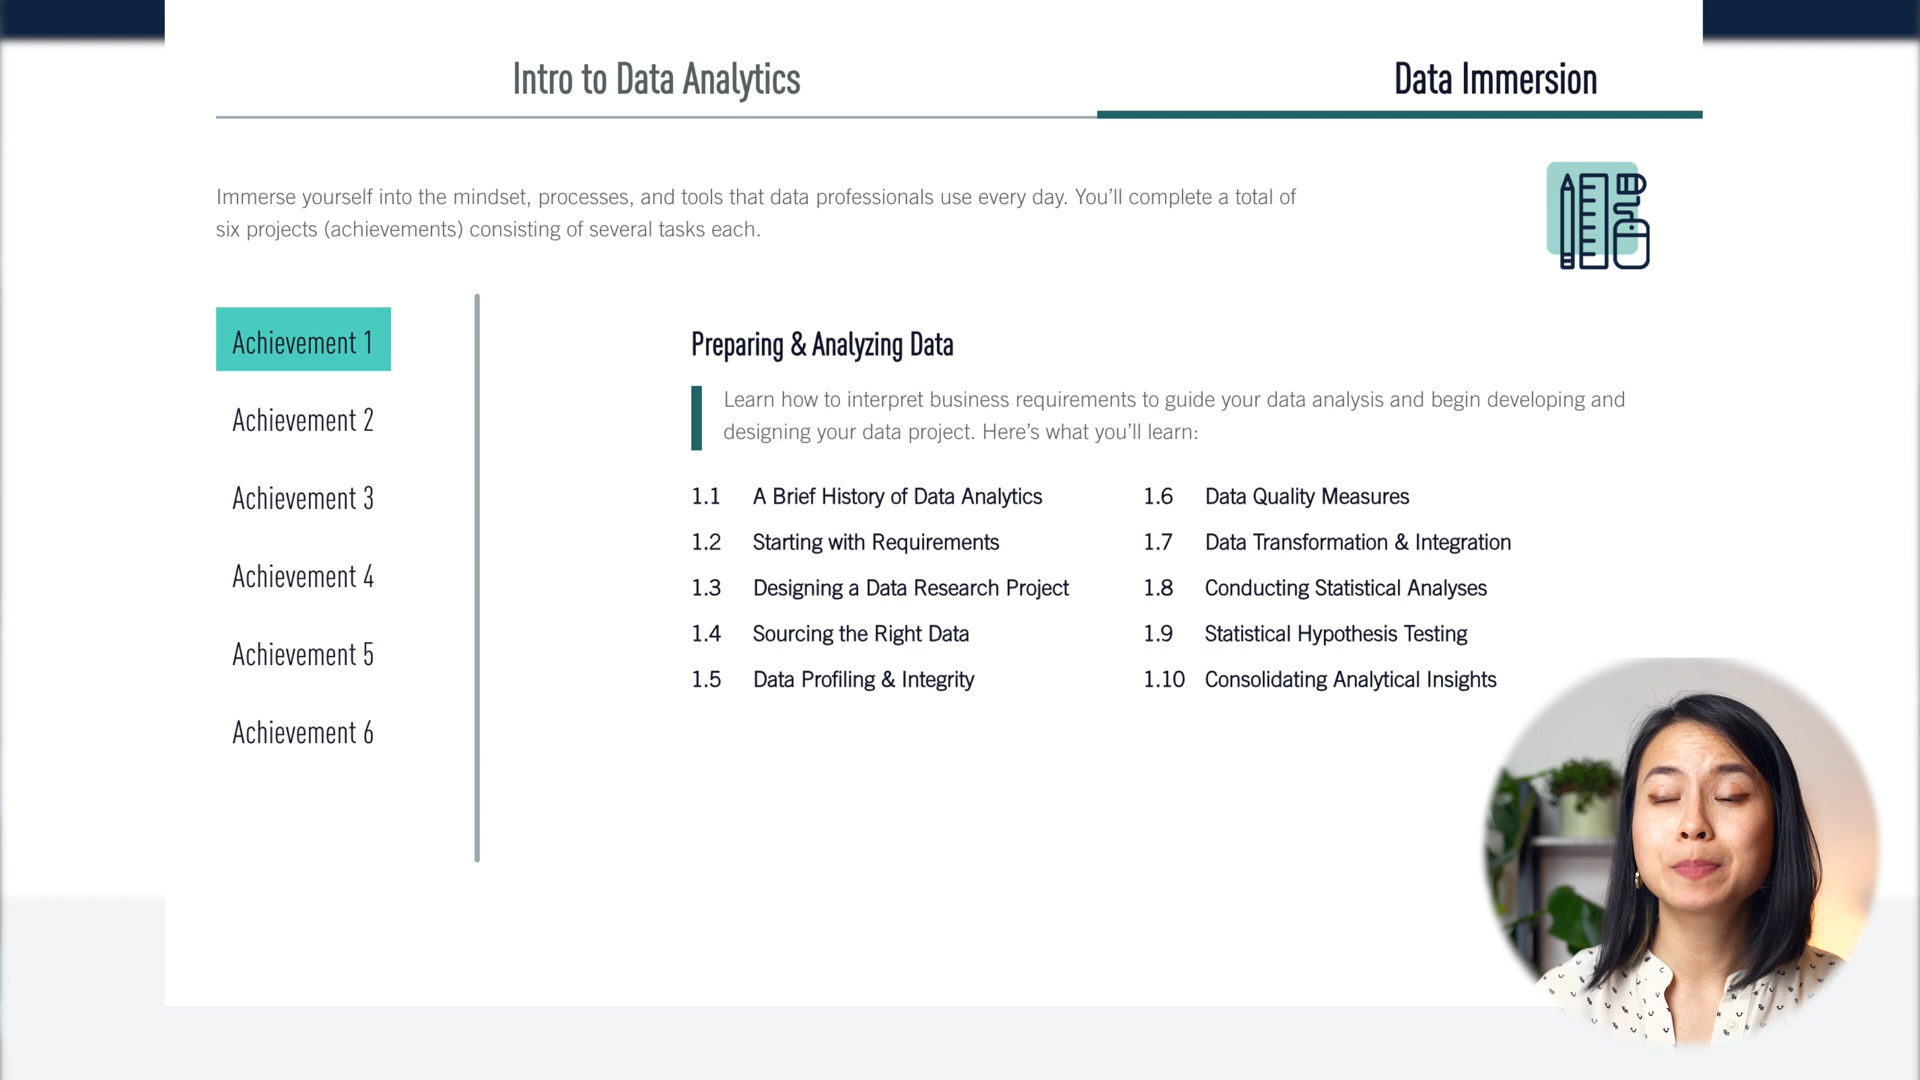 Intro to Data Analytics
Data Immersion
Immerse yourself into the mindset, processes, and tools that data professionals use every day. You’ll complete a total of
six projects (achievements) consisting of several tasks each.
Achievement 1
Achievement 2
Achievement 3
Achievement 4
Achievement 5
Achievement 6
Preparing & Analyzing Data
Learn how to interpret business requirements to guide your data analysis and begin developing and
designing your data project. Here’s what you’ll learn:
1.1 A Brief History of Data Analytics
1.2 Starting with Requirements
1.3 Designing a Data Research Project
1.4 Sourcing the Right Data
1.5 Data Profiling & Integrity
1.6 Data Quality Measures
1.7 Data Transformation & Integration
1.8 Conducting Statistical Analyses
1.9 Statistical Hypothesis Testing
1.10 Consolidating Analytical Insights